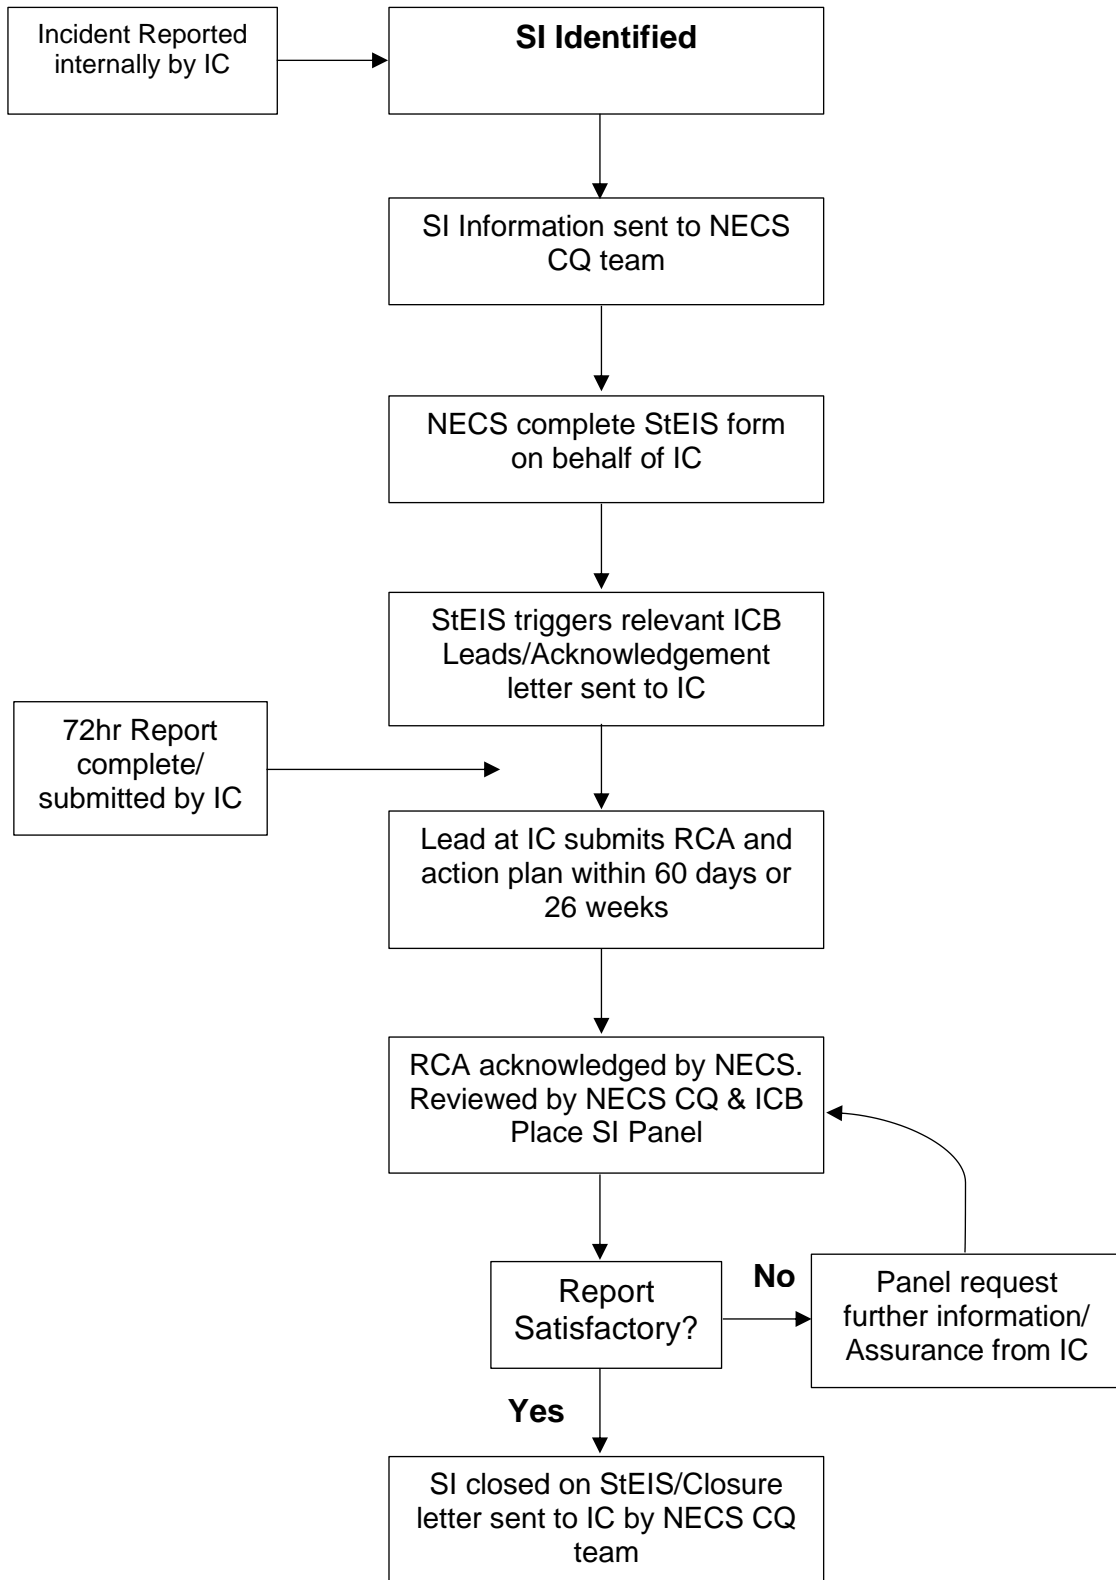 Incident Reported
internally by IC
SI Identified
SI Information sent to NECS
CQ team
NECS complete StEIS form
on behalf of IC
StEIS triggers relevant ICB
Leads/Acknowledgement
letter sent to IC
72hr Report
complete/
submitted by IC
Lead at IC submits RCA and
action plan within 60 days or
26 weeks
RCA acknowledged by NECS.
Reviewed by NECS CQ & ICB
Place SI Panel
Report
Satisfactory?
No
Panel request
further information/
Assurance from IC
Yes
SI closed on StEIS/Closure
letter sent to IC by NECS CQ
team